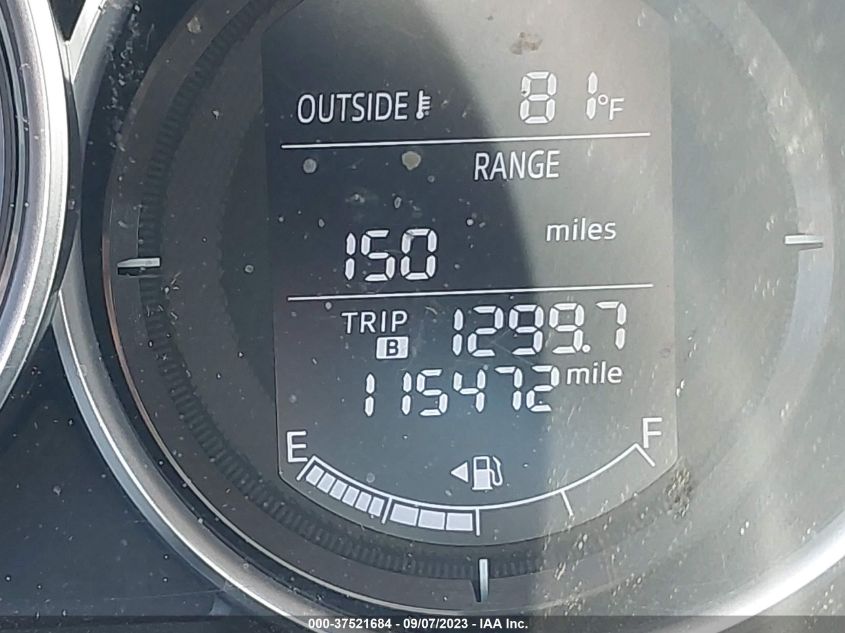 OUTSIDE 81°F
RANGE
150 miles
TRIP B 1299.7
115472 mile
E F
000-37521684 - 09/07/2023 - IAA Inc.